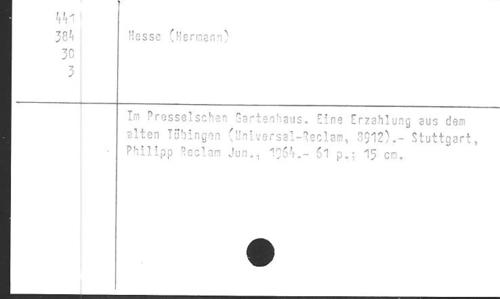 441
384 Hesse (Hermann)
30
3
Im Presselschen Gartenhaus. Eine Erzahlung aus dem
alten Tübingen (Universal-Reclam, 8912).- Stuttgart,
Philipp Reclam Jun., 1964.- 61 p.; 15 cm.